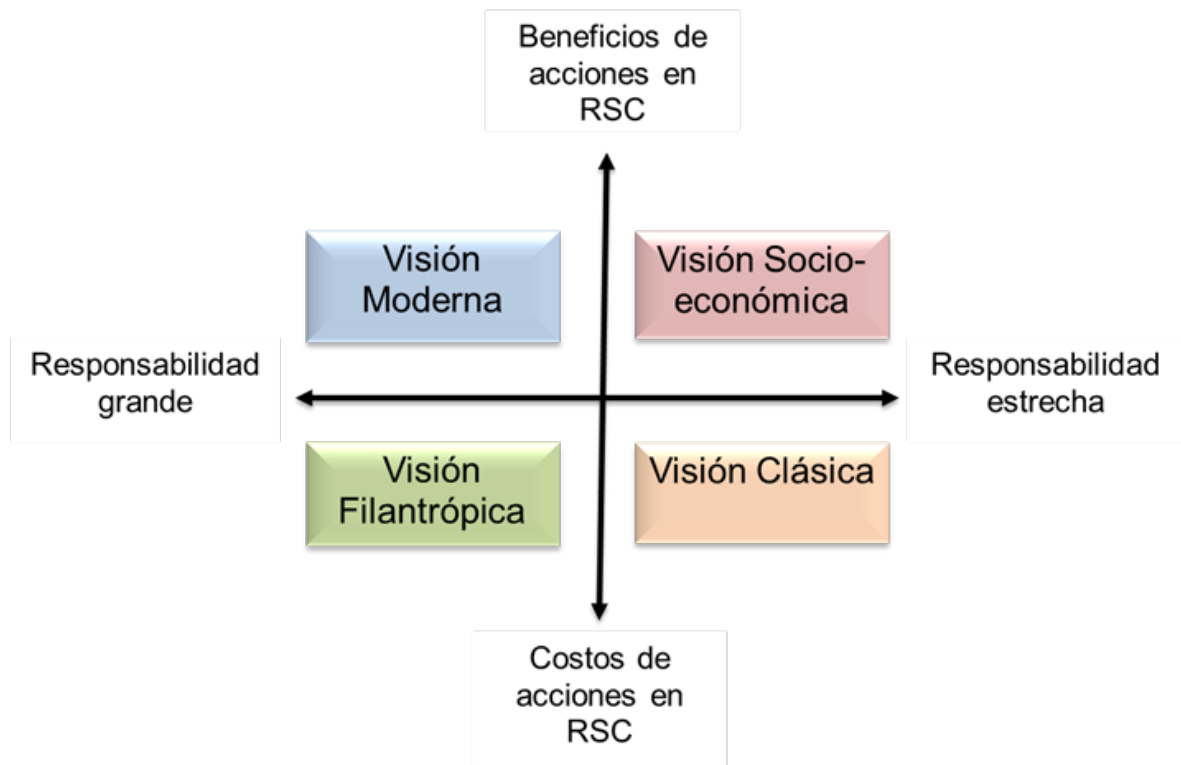 Beneficios de
acciones en
RSC
Visión
Moderna
Visión Socio-
económica
Responsabilidad
grande
Responsabilidad
estrecha
Visión
Filantrópica
Visión Clásica
Costos de
acciones en
RSC